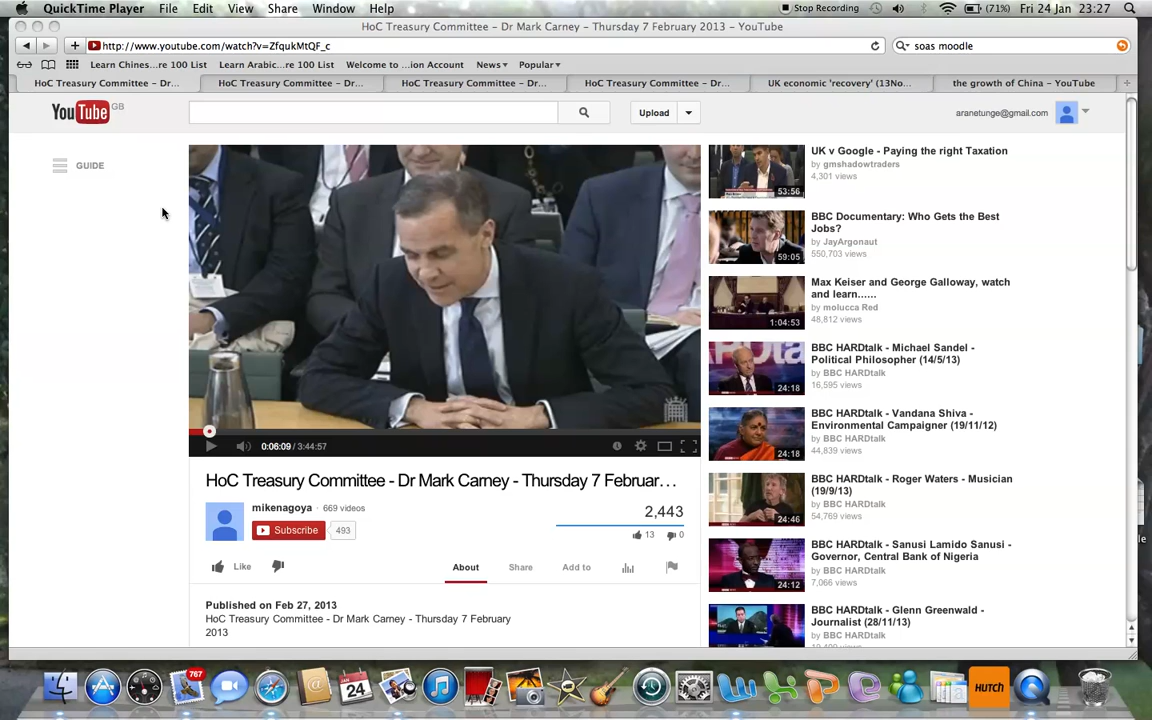 QuickTime Player File Edit View Share Window Help Stop Recording (71%) Fri 24 Jan 23:27
HoC Treasury Committee - Dr Mark Carney - Thursday 7 February 2013 - YouTube
http://www.youtube.com/watch?v=ZfqukMtQF_c
soas moodle
Learn Chines...re 100 List Learn Arabic...re 100 List Welcome to ...ion Account News Popular
HoC Treasury Committee - Dr... HoC Treasury Committee - Dr... HoC Treasury Committee - Dr... HoC Treasury Committee - Dr... UK economic 'recovery' (13No... the growth of China - YouTube
YouTube GB
Upload
aranetunge@gmail.com
GUIDE
0:06:09 / 3:44:57
HoC Treasury Committee - Dr Mark Carney - Thursday 7 Februar...
mikenagoya · 669 videos
Subscribe 493
2,443
13 0
Like
About Share Add to
Published on Feb 27, 2013
HoC Treasury Committee - Dr Mark Carney - Thursday 7 February
2013
53:56
UK v Google - Paying the right Taxation
by gmshadowtraders
4,301 views
59:05
BBC Documentary: Who Gets the Best
Jobs?
by JayArgonaut
550,703 views
1:04:53
Max Keiser and George Galloway, watch
and learn......
by molucca Red
48,812 views
24:18
BBC HARDtalk - Michael Sandel -
Political Philosopher (14/5/13)
by BBC HARDtalk
16,595 views
24:18
BBC HARDtalk - Vandana Shiva -
Environmental Campaigner (19/11/12)
by BBC HARDtalk
44,839 views
24:46
BBC HARDtalk - Roger Waters - Musician
(19/9/13)
by BBC HARDtalk
54,769 views
24:12
BBC HARDtalk - Sanusi Lamido Sanusi -
Governor, Central Bank of Nigeria
by BBC HARDtalk
7,066 views
BBC HARDtalk - Glenn Greenwald -
Journalist (28/11/13)
by BBC HARDtalk
767
JAN
24
HUTCH